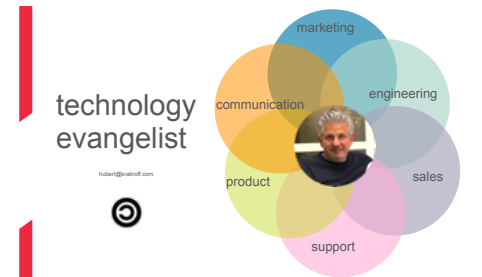 technology
evangelist
hubert@kratiroff.com
marketing
engineering
communication
product
sales
support